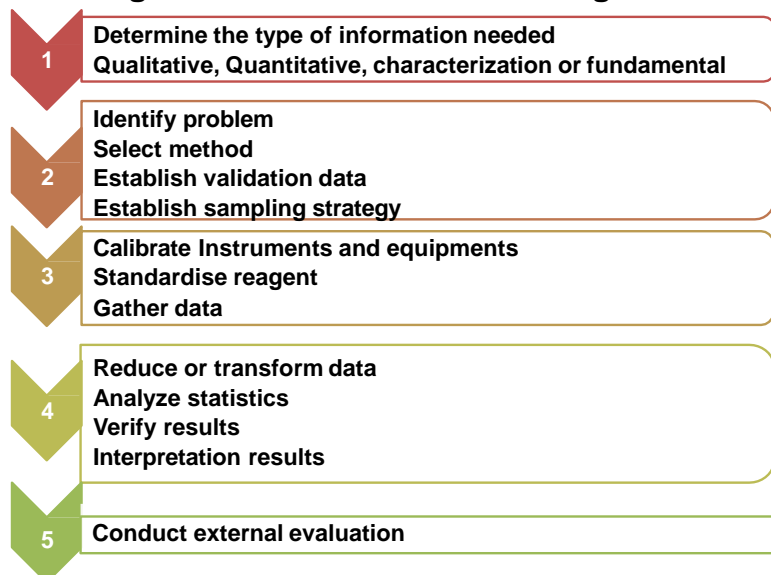 1
Determine the type of information needed
Qualitative, Quantitative, characterization or fundamental
2
Identify problem
Select method
Establish validation data
Establish sampling strategy
3
Calibrate Instruments and equipments
Standardise reagent
Gather data
4
Reduce or transform data
Analyze statistics
Verify results
Interpretation results
5
Conduct external evaluation